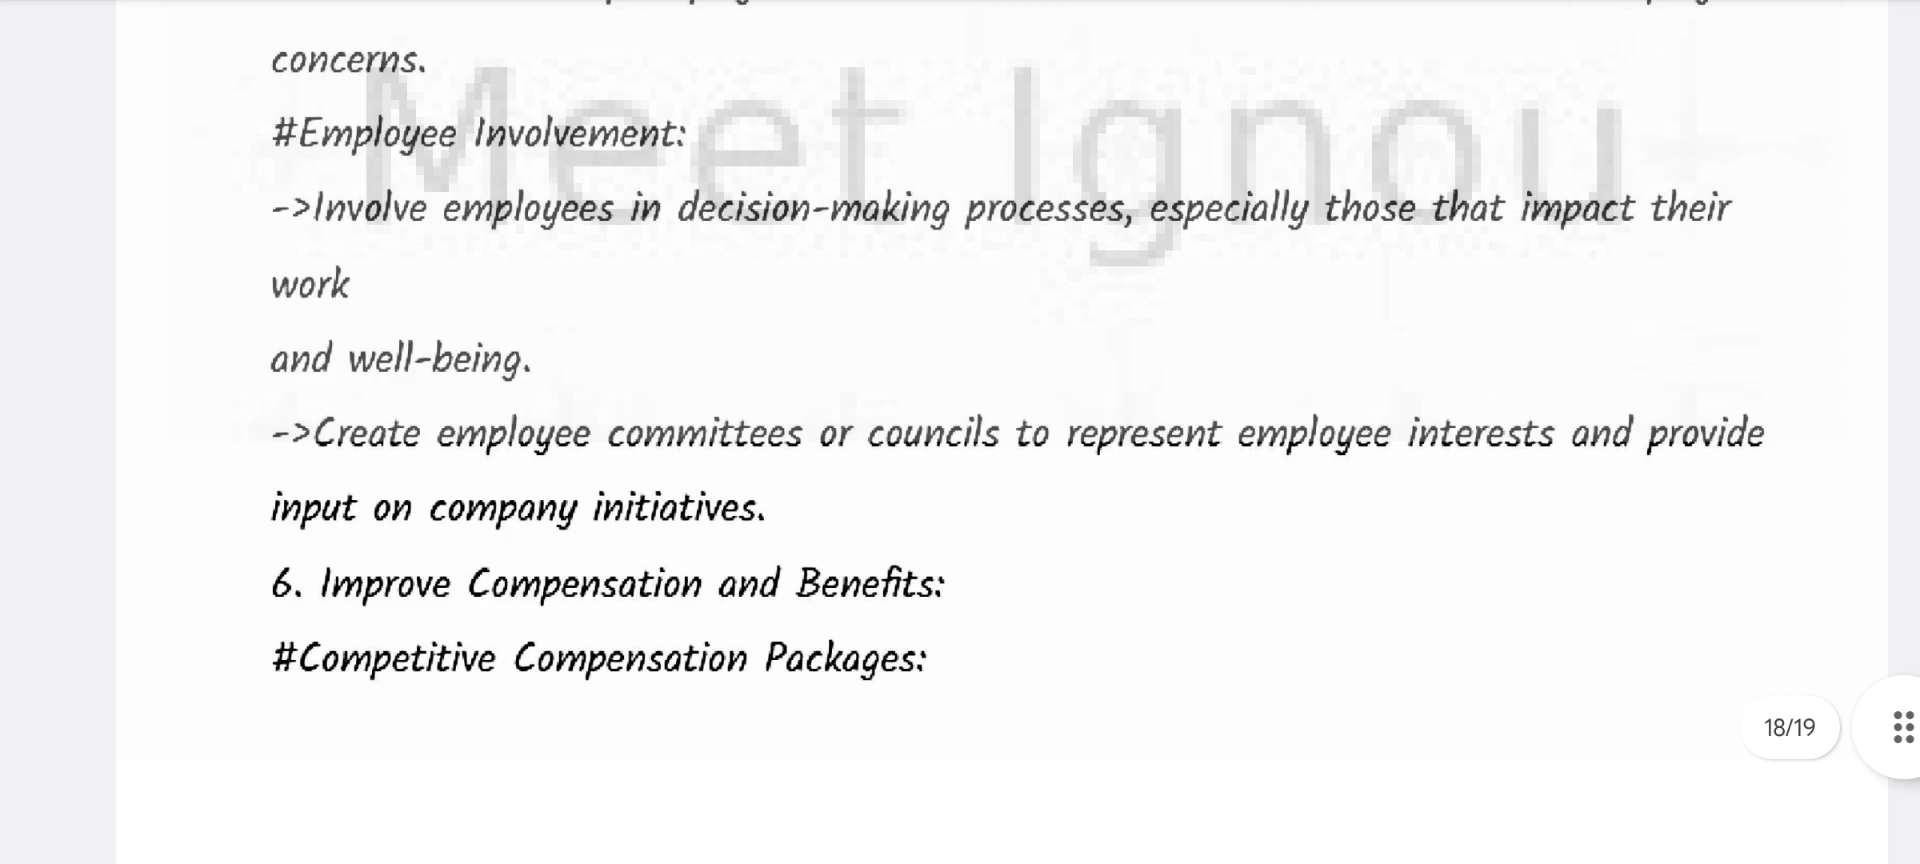 concerns.
Meet Ignou
#Employee Involvement:
->Involve employees in decision-making processes, especially those that impact their
work
and well-being.
->Create employee committees or councils to represent employee interests and provide
input on company initiatives.
6. Improve Compensation and Benefits:
#Competitive Compensation Packages:
18/19